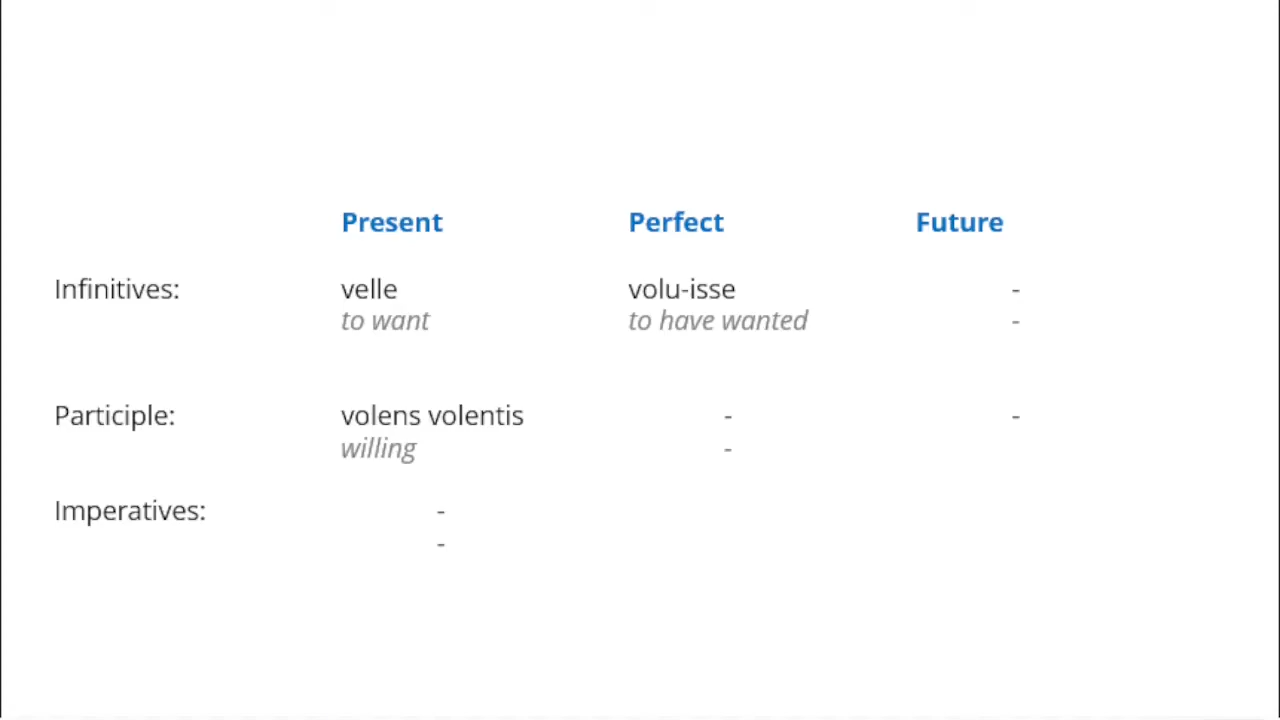 Present Perfect Future
Infinitives: velle volu-isse -
to want to have wanted -
Participle: volens volentis - -
willing -
Imperatives: -
-